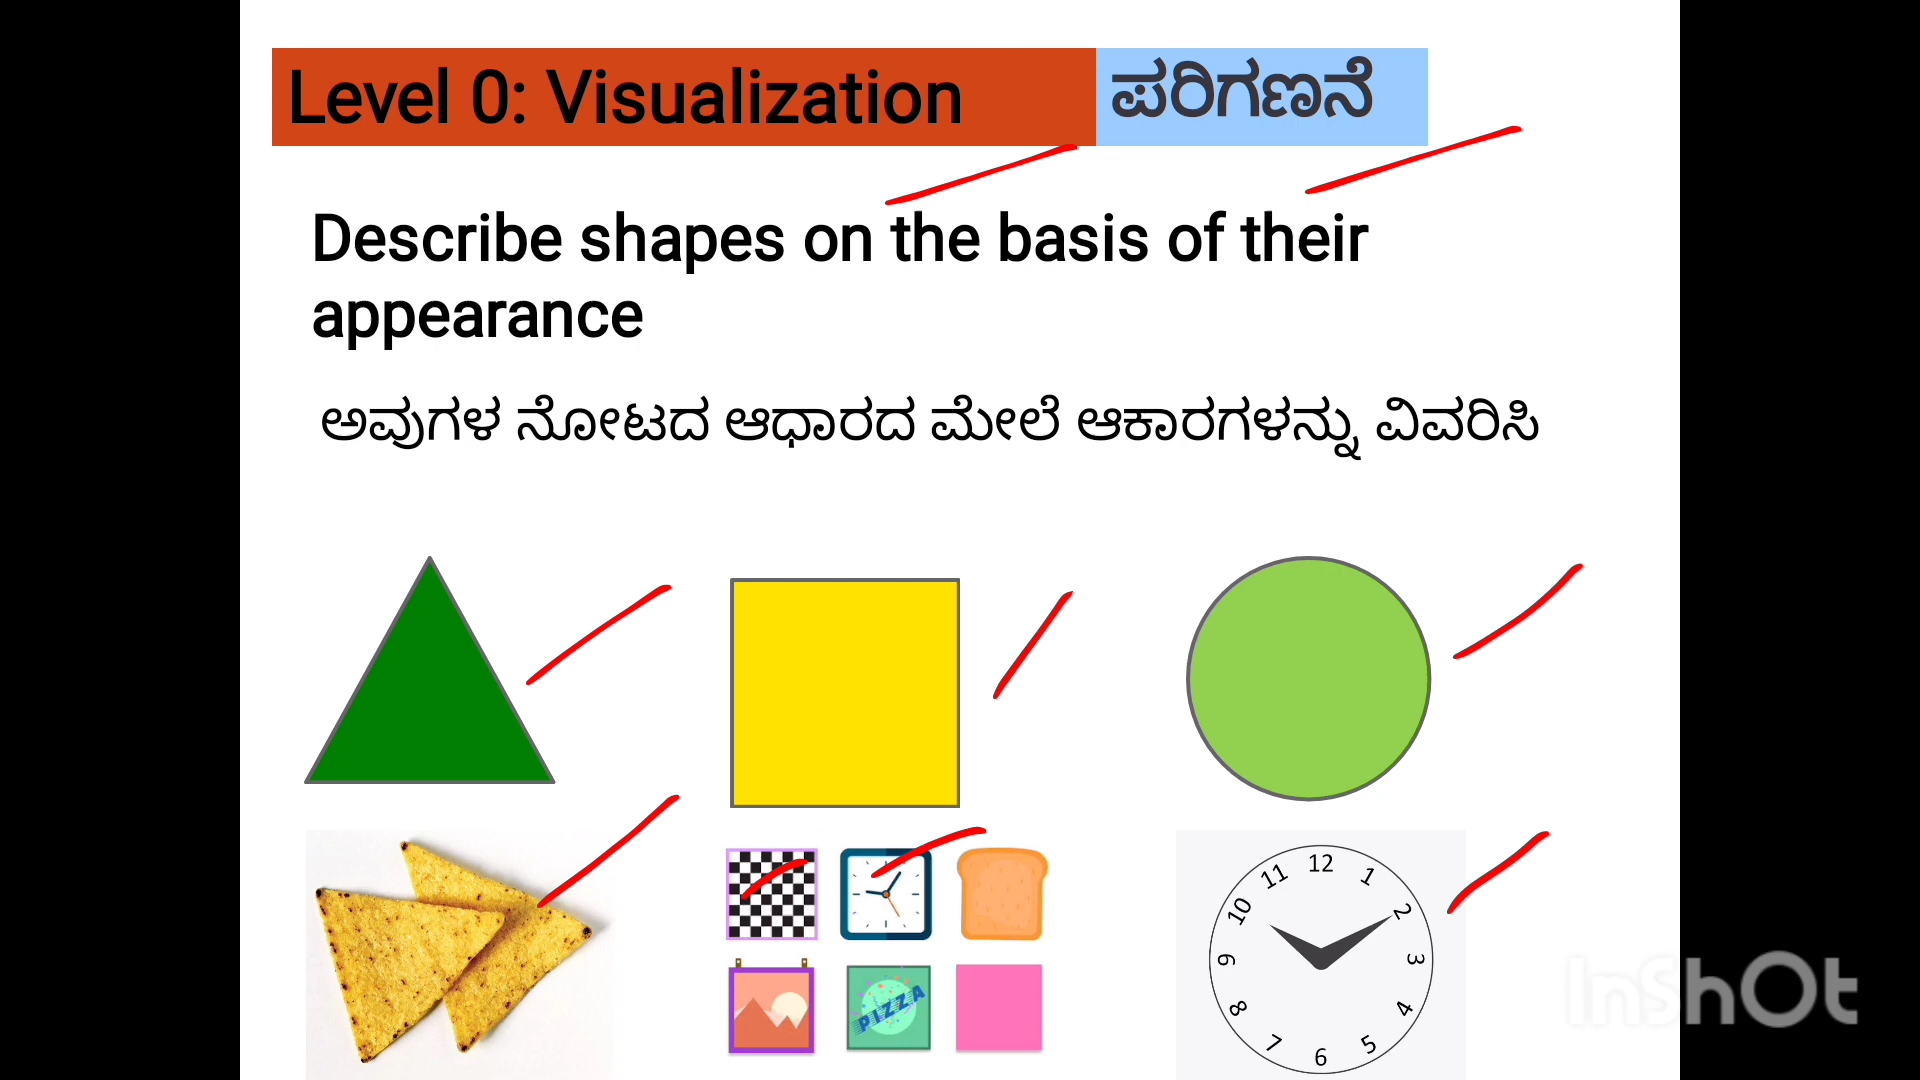 Level 0: Visualization ಪರಿಗಣನೆ
Describe shapes on the basis of their
appearance
ಅವುಗಳ ನೋಟದ ಆಧಾರದ ಮೇಲೆ ಆಕಾರಗಳನ್ನು ವಿವರಿಸಿ
PIZZA
12
11 1
10 2
9 3
8 4
7 5
6
InShOt